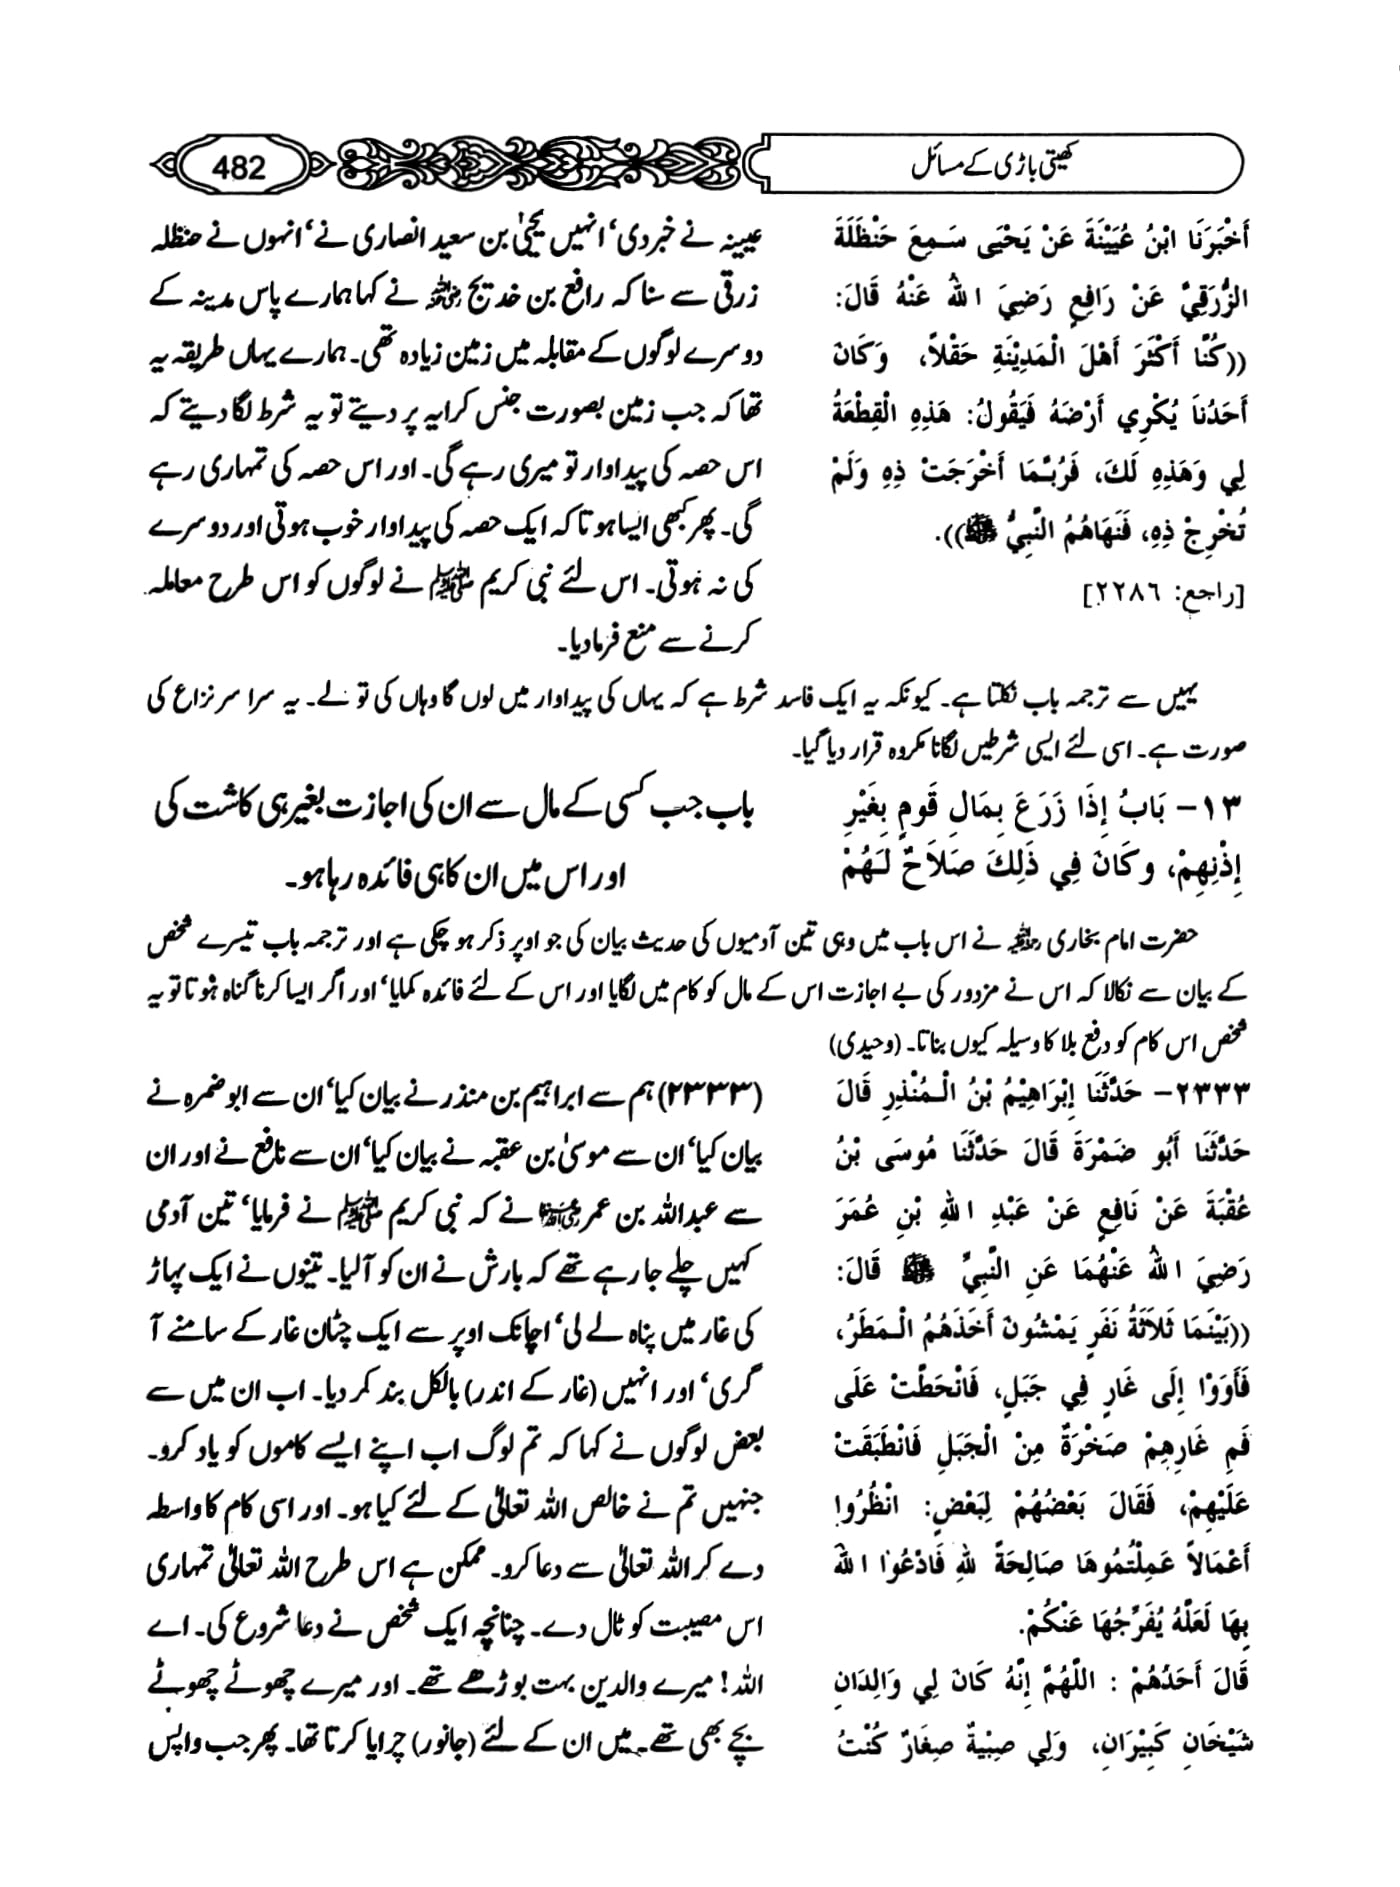 کھیتی باڑی کے مسائل
482
أَخْبَرَنَا ابْنُ عُيَيْنَةَ عَنْ يَحْيَى سَمِعَ حَنْظَلَةَ
الزُّرَقِيَّ عَنْ رَافِعٍ رَضِيَ اللهُ عَنْهُ قَالَ:
((كُنَّا أَكْثَرَ أَهْلَ الْمَدِيْنَةِ حَقْلاً، وَكَانَ
أَحَدُنَا يُكْرِي أَرْضَهُ فَيَقُولُ: هَذِهِ الْقِطْعَةُ
لِي وَهَذِهِ لَكَ، فَرُبَّمَا أَخْرَجَتْ ذِهِ وَلَمْ
تُخْرِجْ ذِهِ، فَنَهَاهُمُ النَّبِيُّ ﷺ)).
[راجع: ٢٢٨٦]
عیینہ نے خبردی‘ انہیں یحییٰ بن سعید انصاری نے‘ انہوں نے حنظلہ
زرقی سے سنا کہ رافع بن خدیج رضی اللہ عنہ نے کہا ہمارے پاس مدینہ کے
دوسرے لوگوں کے مقابلہ میں زمین زیادہ تھی۔ ہمارے یہاں طریقہ یہ
تھا کہ جب زمین بصورت جنس کرایہ پر دیتے تو یہ شرط لگا دیتے کہ
اس حصہ کی پیداوار تو میری رہے گی۔ اور اس حصہ کی تمہاری رہے
گی۔ پھر کبھی ایسا ہوتا کہ ایک حصہ کی پیداوار خوب ہوتی اور دوسرے
کی نہ ہوتی۔ اس لئے نبی کریم ﷺ نے لوگوں کو اس طرح معاملہ
کرنے سے منع فرما دیا۔
یہیں سے ترجمہ باب نکلتا ہے۔ کیونکہ یہ ایک فاسد شرط ہے کہ یہاں کی پیداوار میں لوں گا وہاں کی تو لے۔ یہ سرا سر نزاع کی
صورت ہے۔ اسی لئے ایسی شرطیں لگانا مکروہ قرار دیا گیا۔
١٣- بَابُ إِذَا زَرَعَ بِمَالِ قَومٍ بِغَيْرِ
إِذْنِهِمْ، وَكَانَ فِي ذَلِكَ صَلاَحٌ لَهُمْ
باب جب کسی کے مال سے ان کی اجازت بغیر ہی کاشت کی
اور اس میں ان کا ہی فائدہ رہا ہو۔
حضرت امام بخاری رحمہ اللہ نے اس باب میں وہی تین آدمیوں کی حدیث بیان کی جو اوپر ذکر ہو چکی ہے اور ترجمہ باب تیسرے شخص
کے بیان سے نکالا کہ اس نے مزدور کی بے اجازت اس کے مال کو کام میں لگایا اور اس کے لئے فائدہ کمایا‘ اور اگر ایسا کرنا گناہ ہوتا تو یہ
شخص اس کام کو دفع بلا کا وسیلہ کیوں بناتا۔ (وحیدی)
٢٣٣٣- حَدَّثَنَا إِبْرَاهِيْمُ بْنُ الْمُنْذِرِ قَالَ
حَدَّثَنَا أَبُو ضَمْرَةَ قَالَ حَدَّثَنَا مُوسَى بْنُ
عُقْبَةَ عَنْ نَافِعٍ عَنْ عَبْدِ اللهِ بْنِ عُمَرَ
رَضِيَ اللهُ عَنْهُمَا عَنِ النَّبِيِّ ﷺ قَالَ:
((بَيْنَمَا ثَلاَثَةُ نَفَرٍ يَمْشُونَ أَخَذَهُمُ الْمَطَرُ،
فَأَوَوْا إِلَى غَارٍ فِي جَبَلٍ، فَانْحَطَّتْ عَلَى
فَمِ غَارِهِمْ صَخْرَةٌ مِنَ الْجَبَلِ فَانْطَبَقَتْ
عَلَيْهِمْ، فَقَالَ بَعْضُهُمْ لِبَعْضٍ: انْظُرُوا
أَعْمَالاً عَمِلْتُمُوهَا صَالِحَةً للهِ فَادْعُوا اللهَ
بِهَا لَعَلَّهُ يُفَرِّجُهَا عَنْكُمْ.
قَالَ أَحَدُهُمْ : اللَّهُمَّ إِنَّهُ كَانَ لِي وَالِدَانِ
شَيْخَانِ كَبِيْرَانِ، وَلِي صِبْيَةٌ صِغَارٌ كُنْتُ
(۲۳۳۳) ہم سے ابراہیم بن منذر نے بیان کیا‘ ان سے ابو ضمرہ نے
بیان کیا‘ ان سے موسیٰ بن عقبہ نے بیان کیا‘ ان سے نافع نے اور ان
سے عبداللہ بن عمر رضی اللہ عنہما نے کہ نبی کریم ﷺ نے فرمایا‘ تین آدمی
کہیں چلے جا رہے تھے کہ بارش نے ان کو آلیا۔ تینوں نے ایک پہاڑ
کی غار میں پناہ لے لی‘ اچانک اوپر سے ایک چٹان غار کے سامنے آ
گری‘ اور انہیں (غار کے اندر) بالکل بند کر دیا۔ اب ان میں سے
بعض لوگوں نے کہا کہ تم لوگ اب اپنے ایسے کاموں کو یاد کرو۔
جنہیں تم نے خالص اللہ تعالیٰ کے لئے کیا ہو۔ اور اسی کام کا واسطہ
دے کر اللہ تعالیٰ سے دعا کرو۔ ممکن ہے اس طرح اللہ تعالیٰ تمہاری
اس مصیبت کو ٹال دے۔ چنانچہ ایک شخص نے دعا شروع کی۔ اے
اللہ! میرے والدین بہت بوڑھے تھے۔ اور میرے چھوٹے چھوٹے
بچے بھی تھے۔ میں ان کے لئے (جانور) چرایا کرتا تھا۔ پھر جب واپس